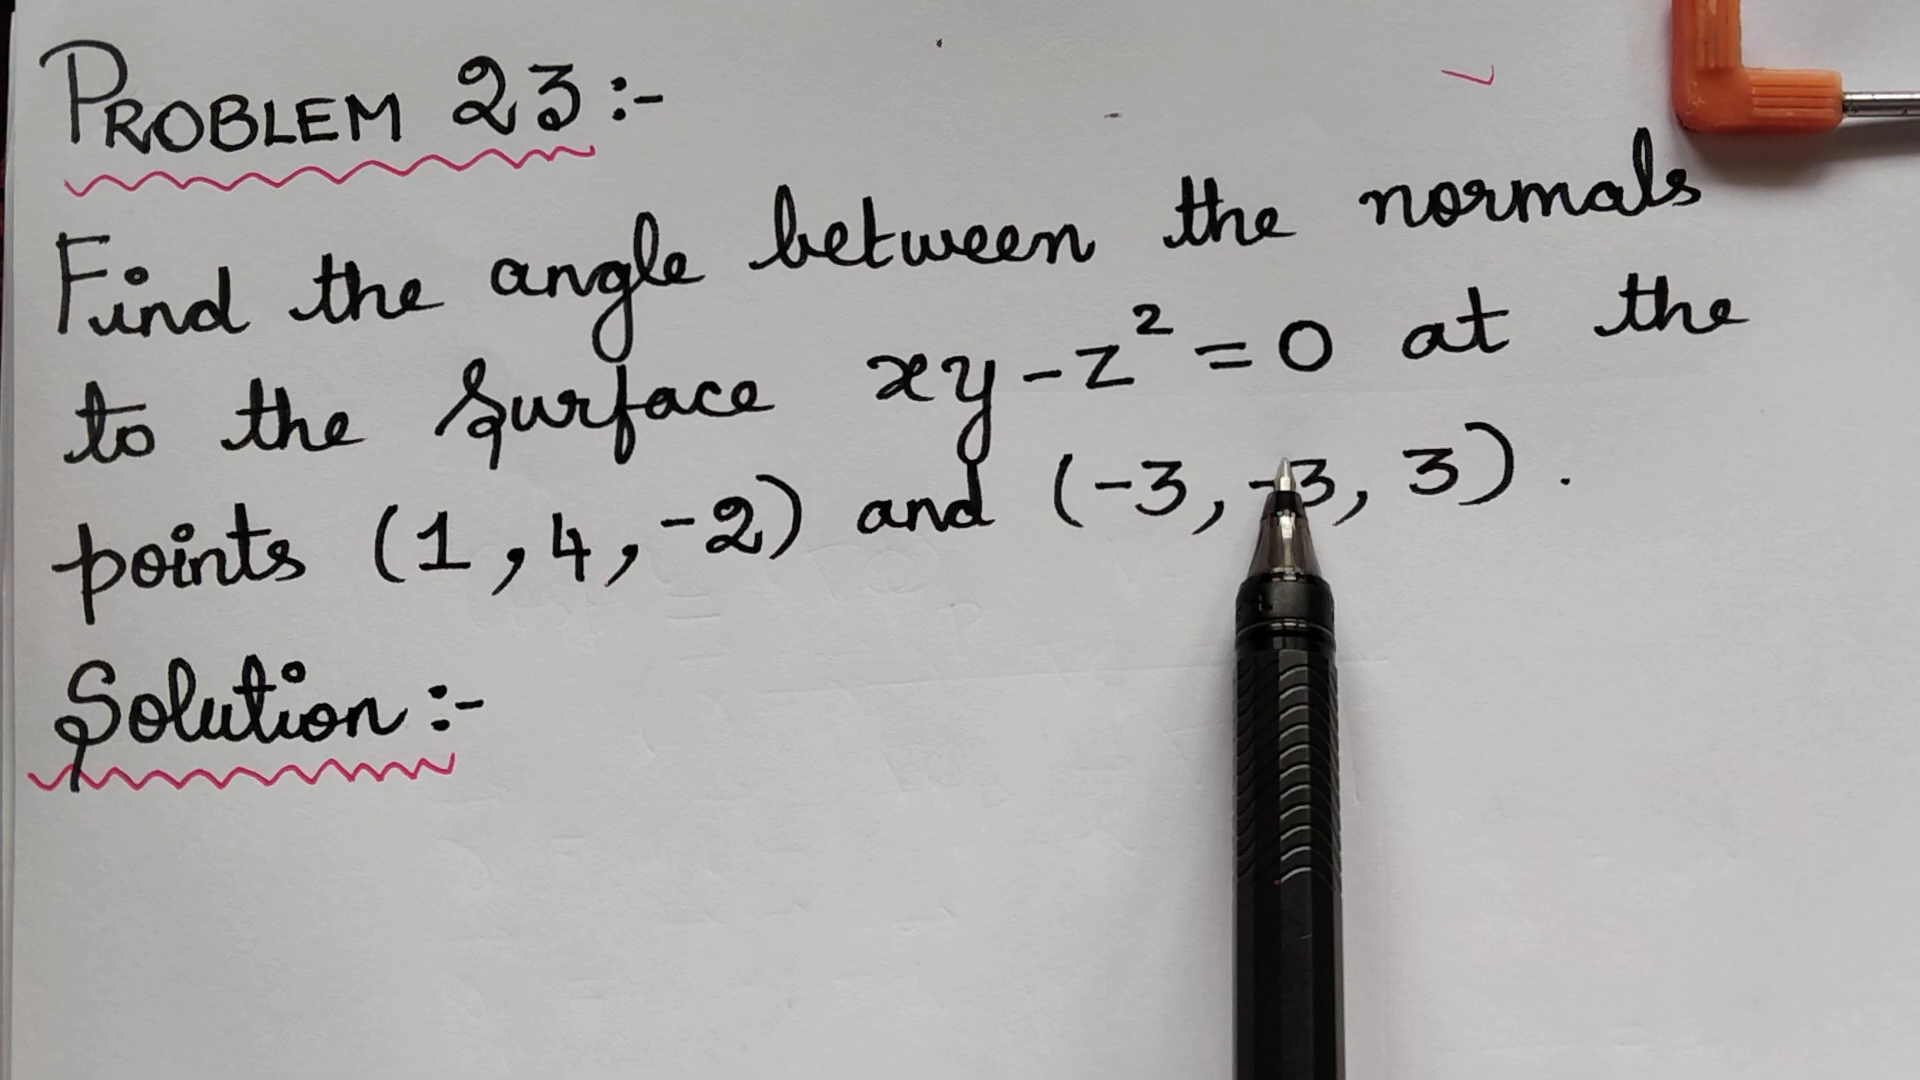 PROBLEM 23:-
Find the angle between the normals
to the surface xy-z²=0 at the
points (1,4,-2) and (-3,-3,3).
Solution:-